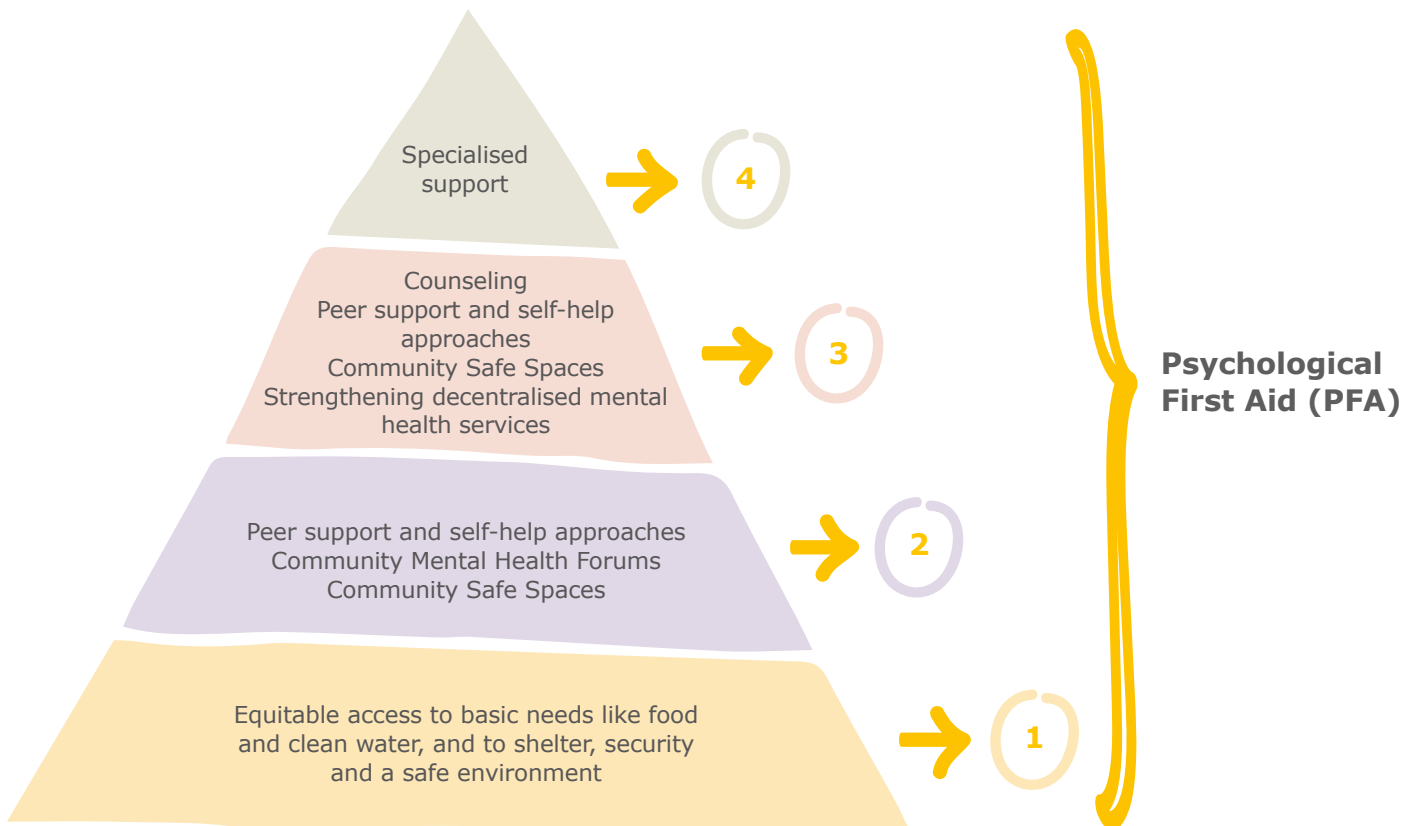 Specialised
support
4
Counseling
Peer support and self-help
approaches
Community Safe Spaces
Strengthening decentralised mental
health services
3
Psychological
First Aid (PFA)
Peer support and self-help approaches
Community Mental Health Forums
Community Safe Spaces
2
Equitable access to basic needs like food
and clean water, and to shelter, security
and a safe environment
1